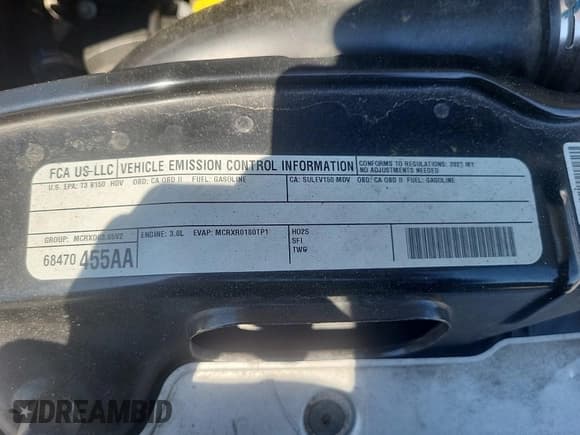 FCA US-LLC VEHICLE EMISSION CONTROL INFORMATION CONFORMS TO REGULATIONS: 2021 MY
NO ADJUSTMENTS NEEDED
U.S. EPA: T3 B150 HDV OBD: CA OBD II FUEL: GASOLINE CA: SULEV150 MDV OBD: CA OBD II FUEL: GASOLINE
GROUP: ENGINE: 3.0L EVAP: MCRXR0180TP1 HO2S
SFI
TWC
68470 455AA
DREAMBID